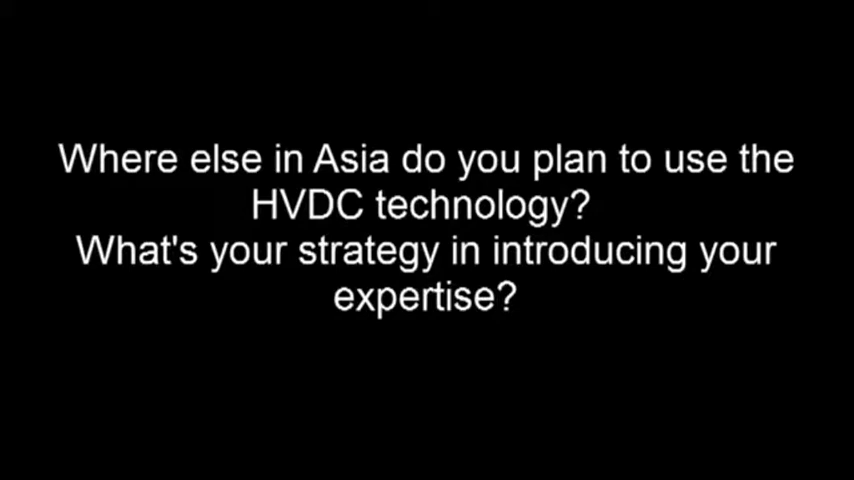 Where else in Asia do you plan to use the
HVDC technology?
What's your strategy in introducing your
expertise?